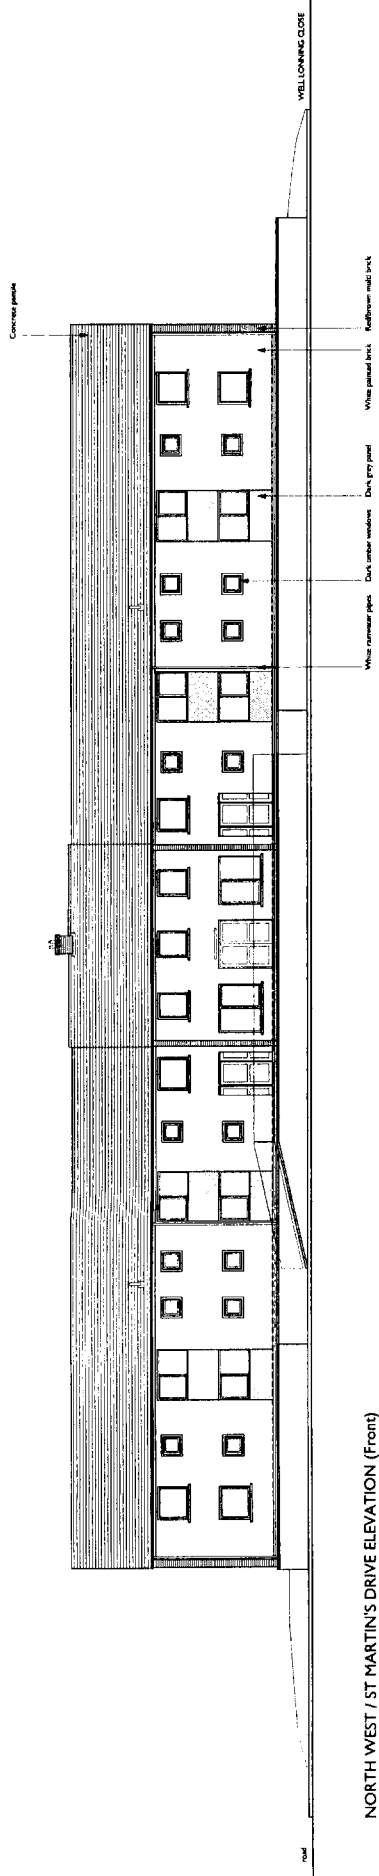 Concrete pantile
WELL LONNING CLOSE
White rainwater pipes
Dark timber windows
Dark grey panel
White painted brick
Red/brown multi brick
road
NORTH WEST / ST MARTIN'S DRIVE ELEVATION (Front)